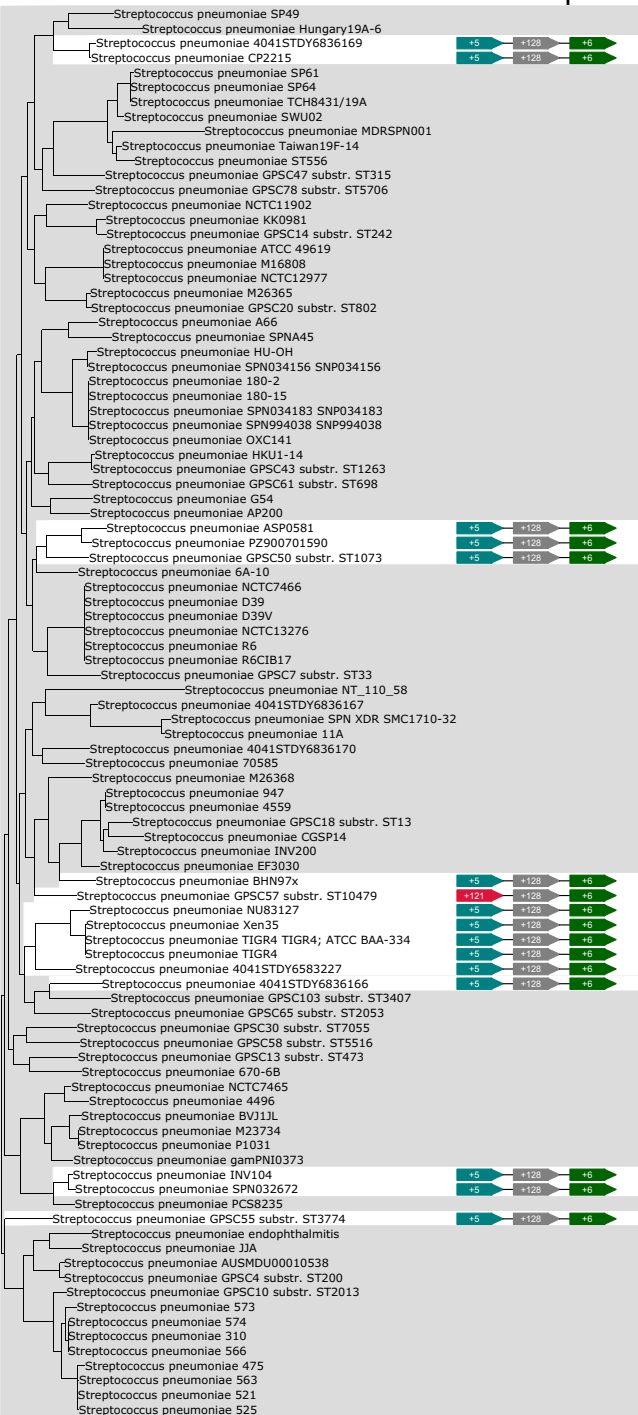 Streptococcus pneumoniae SP49
Streptococcus pneumoniae Hungary19A-6
Streptococcus pneumoniae 4041STDY6836169 +5 +128 +6
Streptococcus pneumoniae CP2215 +5 +128 +6
Streptococcus pneumoniae SP61
Streptococcus pneumoniae SP64
Streptococcus pneumoniae TCH8431/19A
Streptococcus pneumoniae SWU02
Streptococcus pneumoniae MDRSPN001
Streptococcus pneumoniae Taiwan19F-14
Streptococcus pneumoniae ST556
Streptococcus pneumoniae GPSC47 substr. ST315
Streptococcus pneumoniae GPSC78 substr. ST5706
Streptococcus pneumoniae NCTC11902
Streptococcus pneumoniae KK0981
Streptococcus pneumoniae GPSC14 substr. ST242
Streptococcus pneumoniae ATCC 49619
Streptococcus pneumoniae M16808
Streptococcus pneumoniae NCTC12977
Streptococcus pneumoniae M26365
Streptococcus pneumoniae GPSC20 substr. ST802
Streptococcus pneumoniae A66
Streptococcus pneumoniae SPNA45
Streptococcus pneumoniae HU-OH
Streptococcus pneumoniae SPN034156 SNP034156
Streptococcus pneumoniae 180-2
Streptococcus pneumoniae 180-15
Streptococcus pneumoniae SPN034183 SNP034183
Streptococcus pneumoniae SPN994038 SNP994038
Streptococcus pneumoniae OXC141
Streptococcus pneumoniae HKU1-14
Streptococcus pneumoniae GPSC43 substr. ST1263
Streptococcus pneumoniae GPSC61 substr. ST698
Streptococcus pneumoniae G54
Streptococcus pneumoniae AP200
Streptococcus pneumoniae ASP0581 +5 +128 +6
Streptococcus pneumoniae PZ900701590 +5 +128 +6
Streptococcus pneumoniae GPSC50 substr. ST1073 +5 +128 +6
Streptococcus pneumoniae 6A-10
Streptococcus pneumoniae NCTC7466
Streptococcus pneumoniae D39
Streptococcus pneumoniae D39V
Streptococcus pneumoniae NCTC13276
Streptococcus pneumoniae R6
Streptococcus pneumoniae R6CIB17
Streptococcus pneumoniae GPSC7 substr. ST33
Streptococcus pneumoniae NT_110_58
Streptococcus pneumoniae 4041STDY6836167
Streptococcus pneumoniae SPN XDR SMC1710-32
Streptococcus pneumoniae 11A
Streptococcus pneumoniae 4041STDY6836170
Streptococcus pneumoniae 70585
Streptococcus pneumoniae M26368
Streptococcus pneumoniae 947
Streptococcus pneumoniae 4559
Streptococcus pneumoniae GPSC18 substr. ST13
Streptococcus pneumoniae CGSP14
Streptococcus pneumoniae INV200
Streptococcus pneumoniae EF3030
Streptococcus pneumoniae BHN97x +5 +128 +6
Streptococcus pneumoniae GPSC57 substr. ST10479 +121 +128 +6
Streptococcus pneumoniae NU83127 +5 +128 +6
Streptococcus pneumoniae Xen35 +5 +128 +6
Streptococcus pneumoniae TIGR4 TIGR4; ATCC BAA-334 +5 +128 +6
Streptococcus pneumoniae TIGR4 +5 +128 +6
Streptococcus pneumoniae 4041STDY6583227 +5 +128 +6
Streptococcus pneumoniae 4041STDY6836166 +5 +128 +6
Streptococcus pneumoniae GPSC103 substr. ST3407
Streptococcus pneumoniae GPSC65 substr. ST2053
Streptococcus pneumoniae GPSC30 substr. ST7055
Streptococcus pneumoniae GPSC58 substr. ST5516
Streptococcus pneumoniae GPSC13 substr. ST473
Streptococcus pneumoniae 670-6B
Streptococcus pneumoniae NCTC7465
Streptococcus pneumoniae 4496
Streptococcus pneumoniae BVJ1JL
Streptococcus pneumoniae M23734
Streptococcus pneumoniae P1031
Streptococcus pneumoniae gamPNI0373
Streptococcus pneumoniae INV104 +5 +128 +6
Streptococcus pneumoniae SPN032672 +5 +128 +6
Streptococcus pneumoniae PCS8235
Streptococcus pneumoniae GPSC55 substr. ST3774 +5 +128 +6
Streptococcus pneumoniae endophthalmitis
Streptococcus pneumoniae JJA
Streptococcus pneumoniae AUSMDU00010538
Streptococcus pneumoniae GPSC4 substr. ST200
Streptococcus pneumoniae GPSC10 substr. ST2013
Streptococcus pneumoniae 573
Streptococcus pneumoniae 574
Streptococcus pneumoniae 310
Streptococcus pneumoniae 566
Streptococcus pneumoniae 475
Streptococcus pneumoniae 563
Streptococcus pneumoniae 521
Streptococcus pneumoniae 525